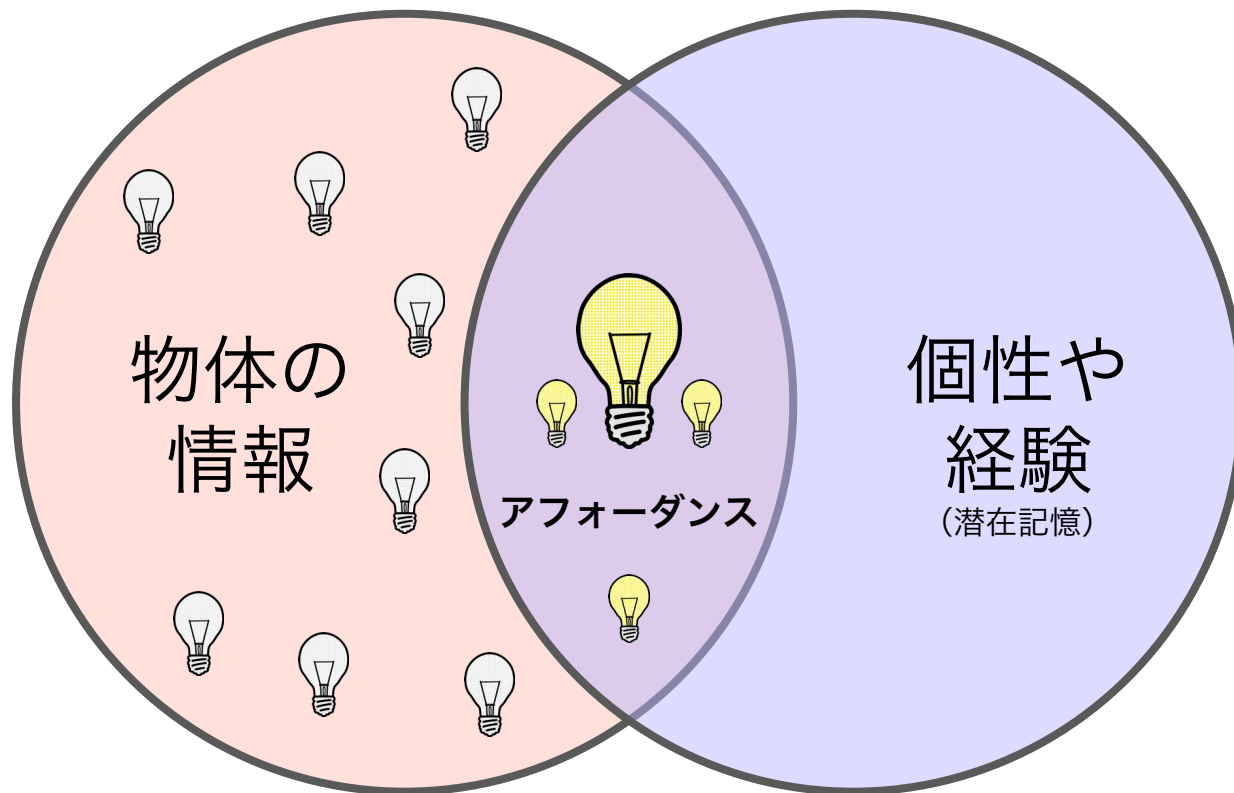 物体の
情報
アフォーダンス
個性や
経験
（潜在記憶）